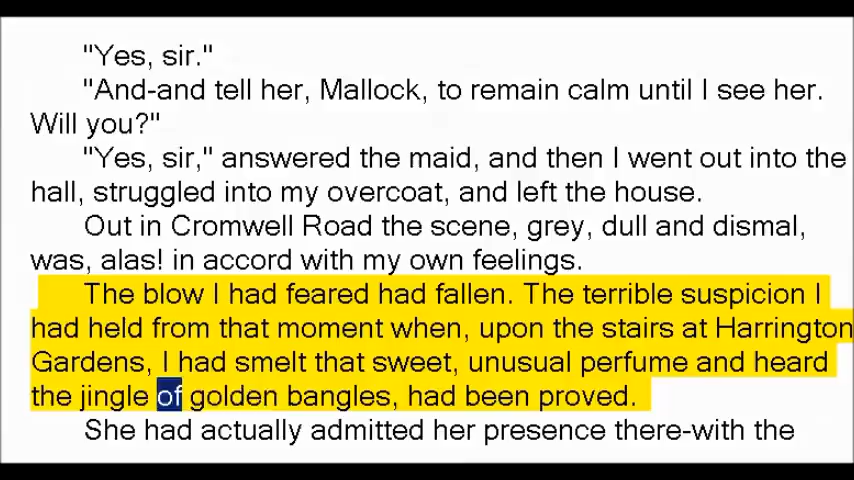 "Yes, sir."
"And-and tell her, Mallock, to remain calm until I see her.
Will you?"
"Yes, sir," answered the maid, and then I went out into the
hall, struggled into my overcoat, and left the house.
Out in Cromwell Road the scene, grey, dull and dismal,
was, alas! in accord with my own feelings.
The blow I had feared had fallen. The terrible suspicion I
had held from that moment when, upon the stairs at Harrington
Gardens, I had smelt that sweet, unusual perfume and heard
the jingle of golden bangles, had been proved.
She had actually admitted her presence there-with the